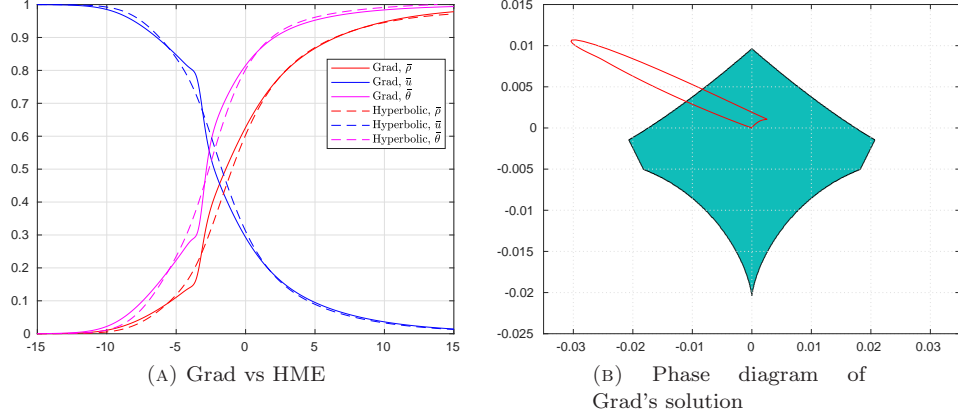 1
0.9
0.8
0.7
0.6
0.5
0.4
0.3
0.2
0.1
0
-15 -10 -5 0 5 10 15
Grad, ρ̄
Grad, ū
Grad, θ̄
Hyperbolic, ρ̄
Hyperbolic, ū
Hyperbolic, θ̄
(A) Grad vs HME
0.015
0.01
0.005
0
-0.005
-0.01
-0.015
-0.02
-0.025
-0.03 -0.02 -0.01 0 0.01 0.02 0.03
(B) Phase diagram of
Grad's solution